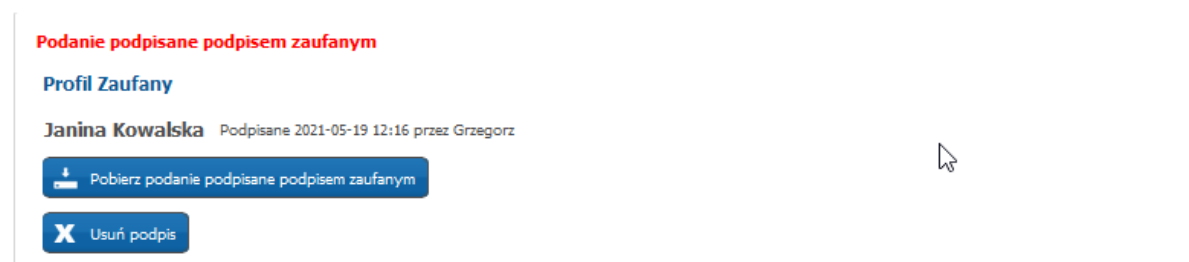 Podanie podpisane podpisem zaufanym
Profil Zaufany
Janina Kowalska Podpisane 2021-05-19 12:16 przez Grzegorz
Pobierz podanie podpisane podpisem zaufanym
Usuń podpis